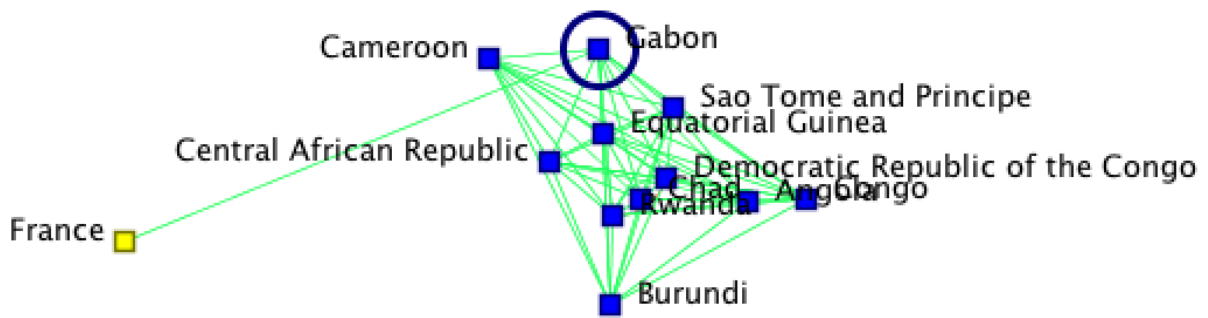 Gabon
Cameroon
Sao Tome and Principe
Equatorial Guinea
Central African Republic
Democratic Republic of the Congo
Chad
Angola
Congo
Rwanda
France
Burundi